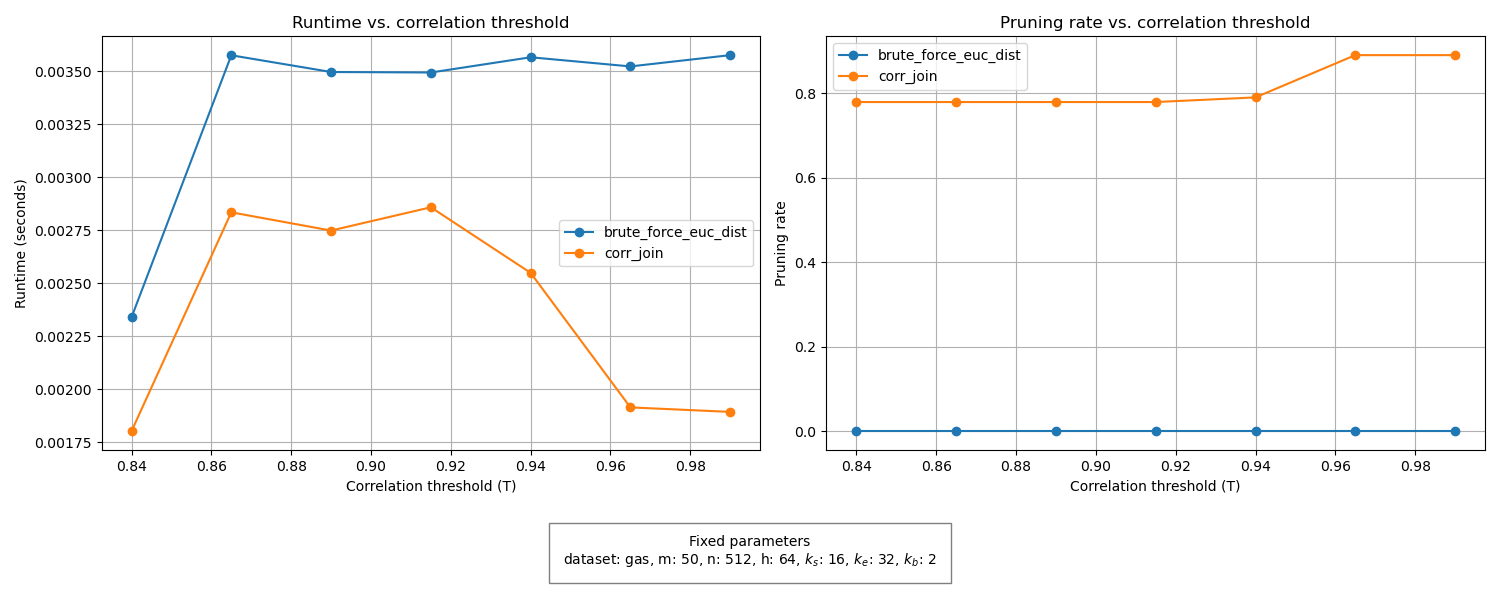 Runtime vs. correlation threshold
0.00350
0.00325
0.00300
0.00275
0.00250
0.00225
0.00200
0.00175
Runtime (seconds)
brute_force_euc_dist
corr_join
0.84 0.86 0.88 0.90 0.92 0.94 0.96 0.98
Correlation threshold (T)
Pruning rate vs. correlation threshold
brute_force_euc_dist
corr_join
0.8
0.6
0.4
0.2
0.0
Pruning rate
0.84 0.86 0.88 0.90 0.92 0.94 0.96 0.98
Correlation threshold (T)
Fixed parameters
dataset: gas, m: 50, n: 512, h: 64, kₛ: 16, kₑ: 32, k_b: 2